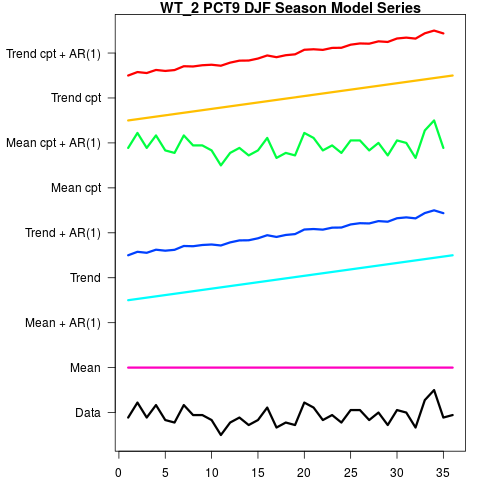 WT_2 PCT9 DJF Season Model Series
Trend cpt + AR(1)
Trend cpt
Mean cpt + AR(1)
Mean cpt
Trend + AR(1)
Trend
Mean + AR(1)
Mean
Data
0 5 10 15 20 25 30 35